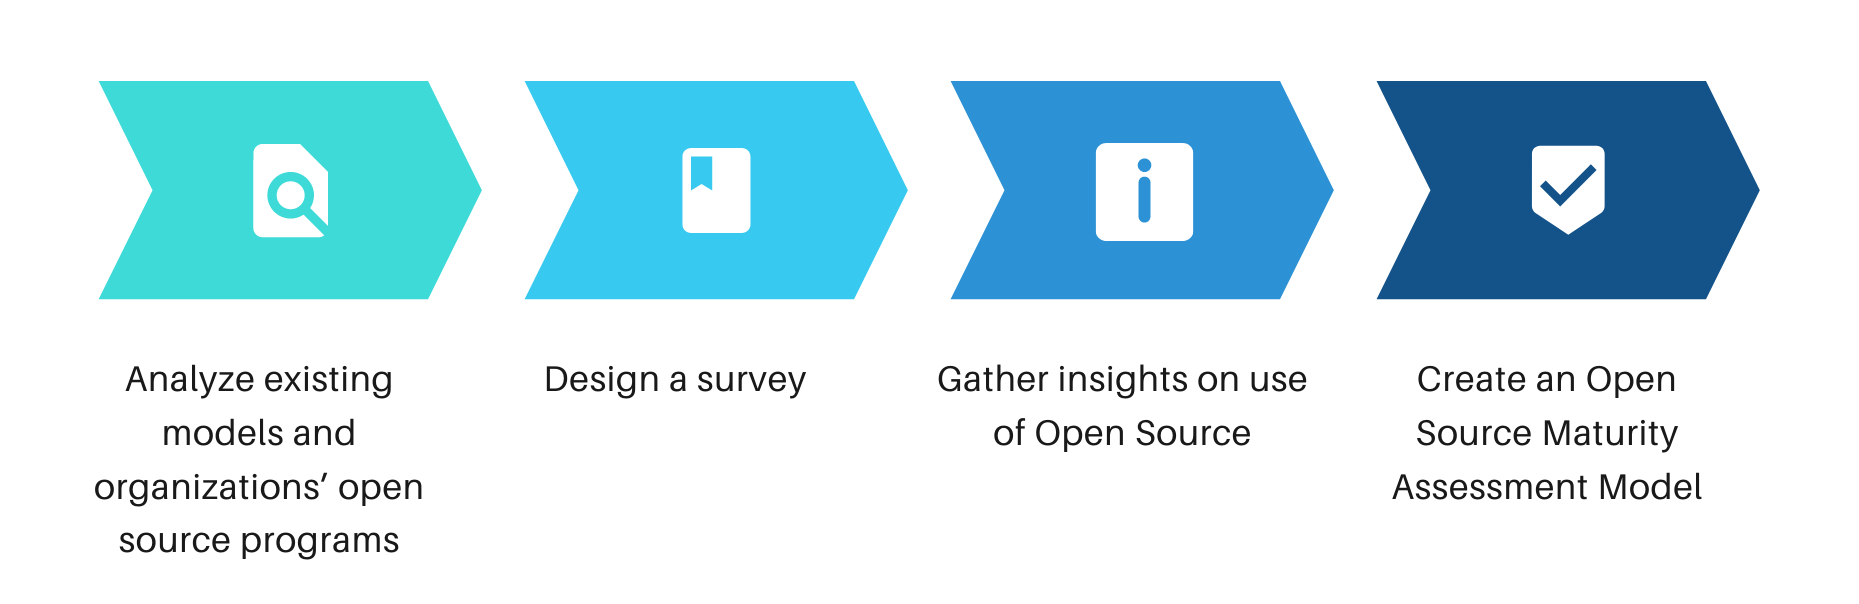 Analyze existing
models and
organizations’ open
source programs
Design a survey
Gather insights on use
of Open Source
Create an Open
Source Maturity
Assessment Model